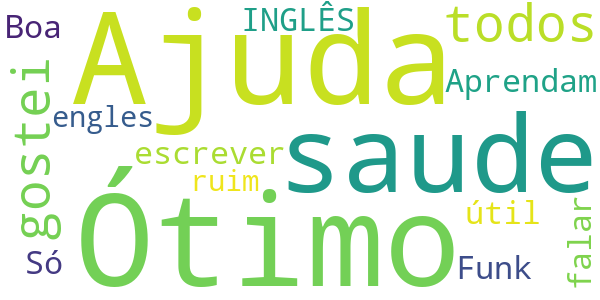 Boa
Ajuda
INGLÊS
todos
Aprendam
gostei
engles
escrever
saude
ruim
Ótimo
útil
falar
Só
Funk